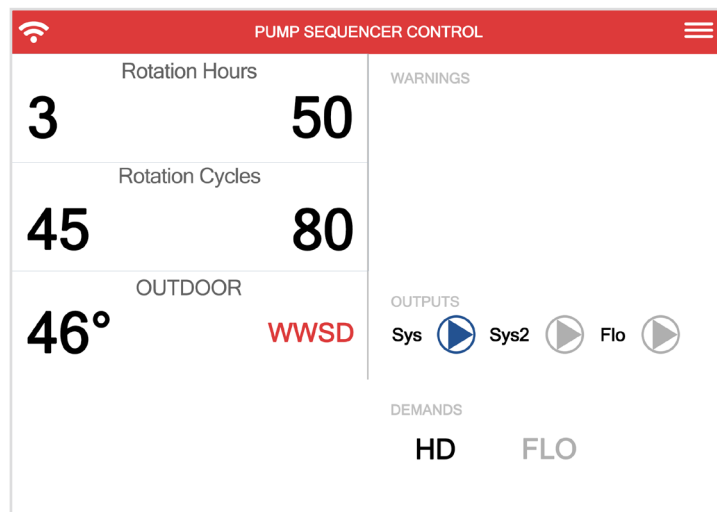 PUMP SEQUENCER CONTROL
Rotation Hours
3 50
Rotation Cycles
45 80
OUTDOOR
46° WWSD
WARNINGS
OUTPUTS
Sys Sys2 Flo
DEMANDS
HD FLO